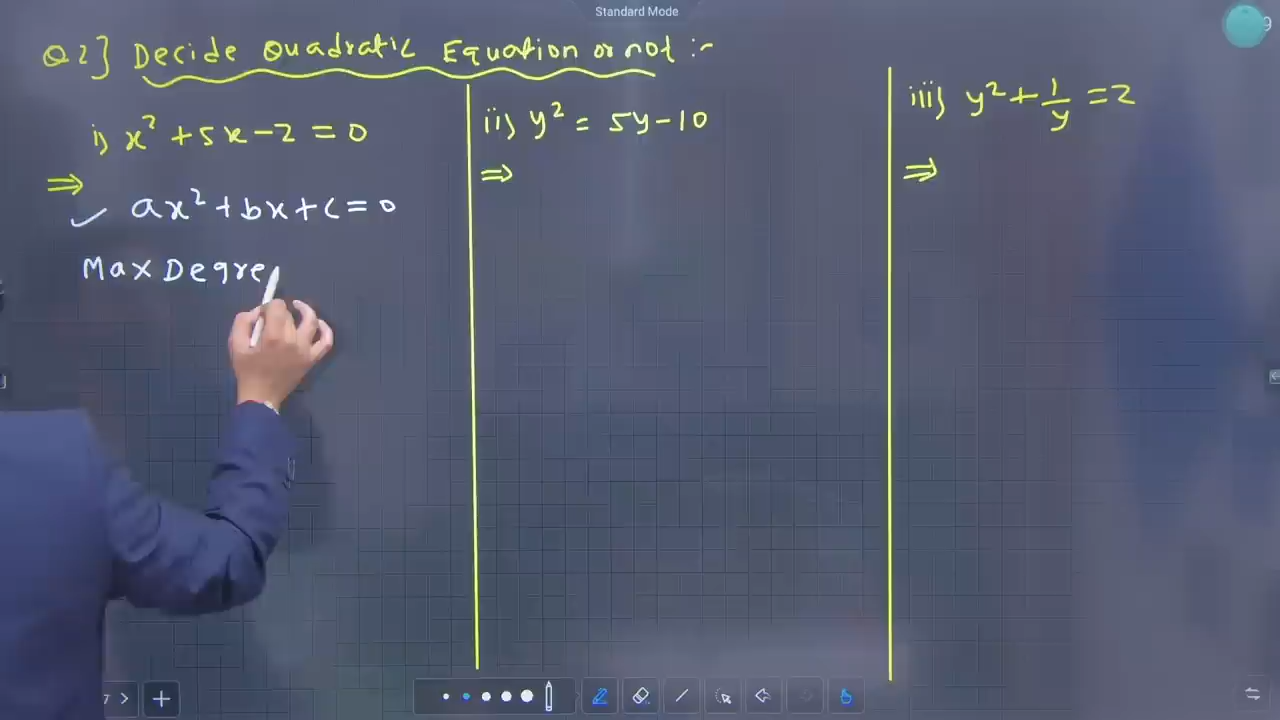 Standard Mode
Q2] Decide Quadratic Equation or not :-
i) x² + 5x - 2 = 0
⇒
✓ ax² + bx + c = 0
Max Degre
ii) y² = 5y - 10
⇒
iii) y² + 1/y = 2
⇒